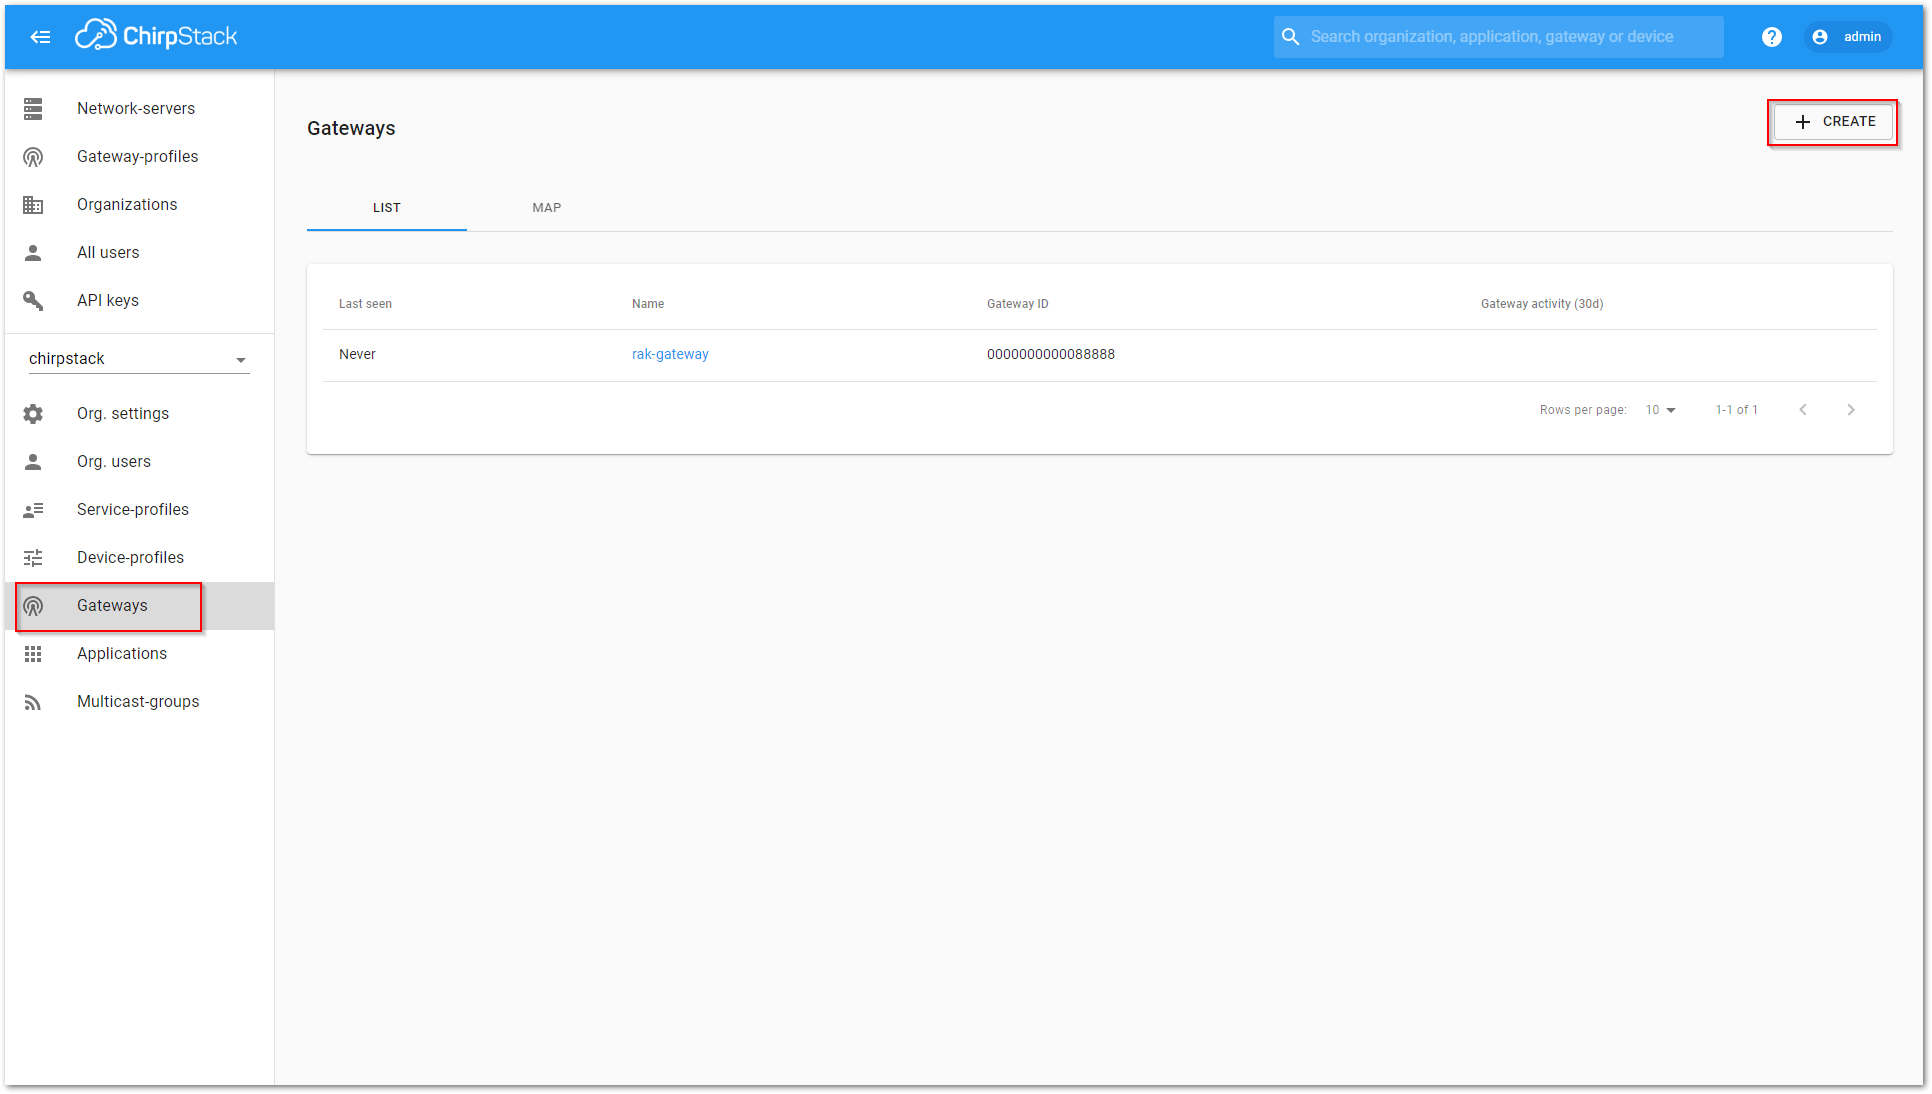 ChirpStack
Search organization, application, gateway or device
?
admin
Network-servers
Gateway-profiles
Organizations
All users
API keys
chirpstack
Org. settings
Org. users
Service-profiles
Device-profiles
Gateways
Applications
Multicast-groups
Gateways
CREATE
LIST MAP
Last seen Name Gateway ID Gateway activity (30d)
Never rak-gateway 0000000000088888
Rows per page: 10 1-1 of 1